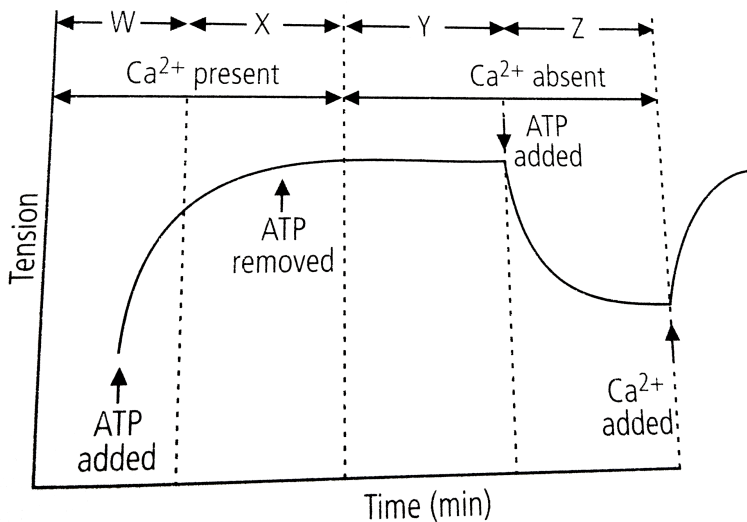 W X Y Z
Ca²⁺ present Ca²⁺ absent
ATP
added
Tension
ATP
removed
Ca²⁺
added
ATP
added
Time (min)